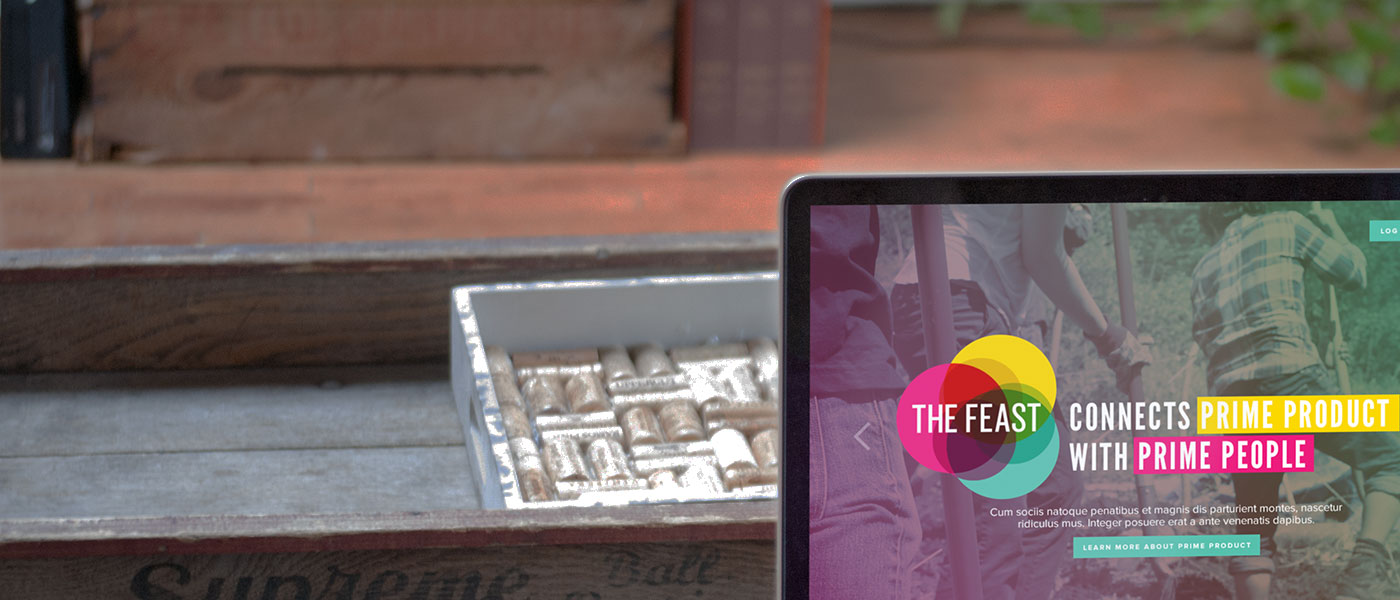 LOG
THE FEAST
CONNECTS PRIME PRODUCT
WITH PRIME PEOPLE
Cum sociis natoque penatibus et magnis dis parturient montes, nascetur
ridiculus mus. Integer posuere erat a ante venenatis dapibus.
LEARN MORE ABOUT PRIME PRODUCT
Supreme Ball